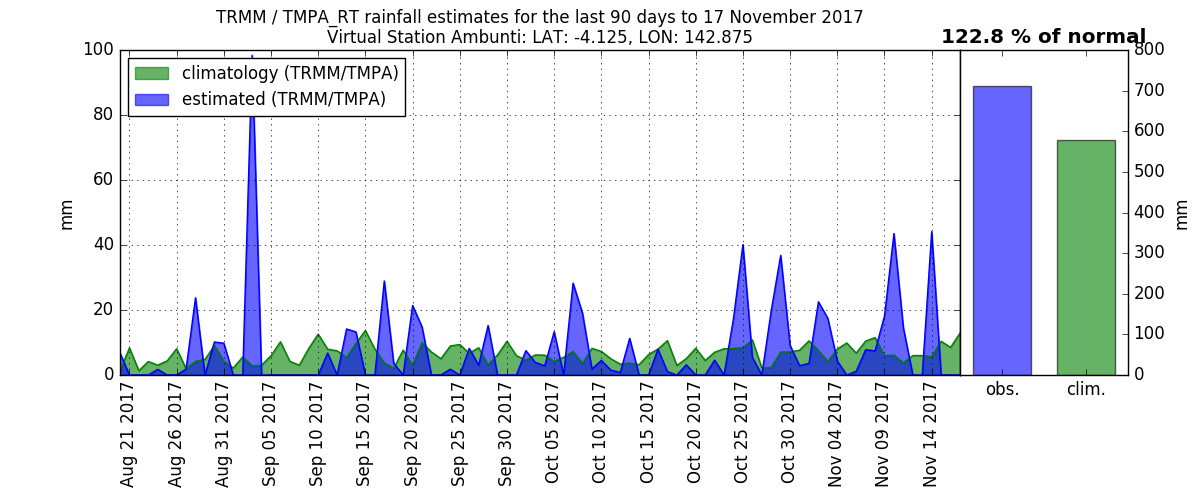 TRMM / TMPA_RT rainfall estimates for the last 90 days to 17 November 2017
Virtual Station Ambunti: LAT: -4.125, LON: 142.875
122.8 % of normal
climatology (TRMM/TMPA)
estimated (TRMM/TMPA)
100
80
60
40
20
0
mm
800
700
600
500
400
300
200
100
0
mm
Aug 21 2017
Aug 26 2017
Aug 31 2017
Sep 05 2017
Sep 10 2017
Sep 15 2017
Sep 20 2017
Sep 25 2017
Sep 30 2017
Oct 05 2017
Oct 10 2017
Oct 15 2017
Oct 20 2017
Oct 25 2017
Oct 30 2017
Nov 04 2017
Nov 09 2017
Nov 14 2017
obs.
clim.